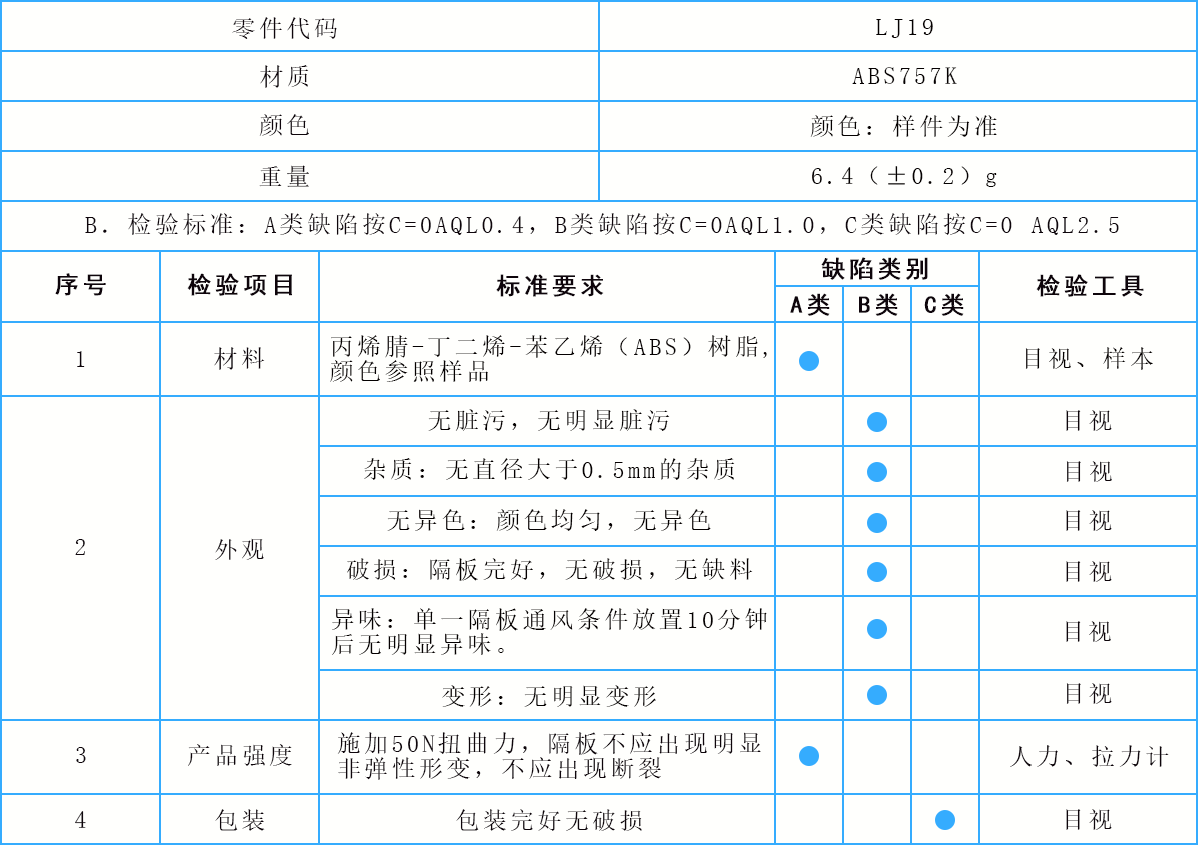 零件代码 LJ19
材质 ABS757K
颜色 颜色：样件为准
重量 6.4（±0.2）g
B. 检验标准：A类缺陷按C=0AQL0.4，B类缺陷按C=0AQL1.0，C类缺陷按C=0 AQL2.5
序号 检验项目 标准要求 缺陷类别 检验工具
A类 B类 C类
1 材料 丙烯腈-丁二烯-苯乙烯（ABS）树脂,
颜色参照样品
目视、样本
2 外观
无脏污，无明显脏污 目视
杂质：无直径大于0.5mm的杂质 目视
无异色：颜色均匀，无异色 目视
破损：隔板完好，无破损，无缺料 目视
异味：单一隔板通风条件放置10分钟
后无明显异味。
目视
变形：无明显变形 目视
3 产品强度 施加50N扭曲力，隔板不应出现明显
非弹性形变，不应出现断裂
人力、拉力计
4 包装 包装完好无破损 目视